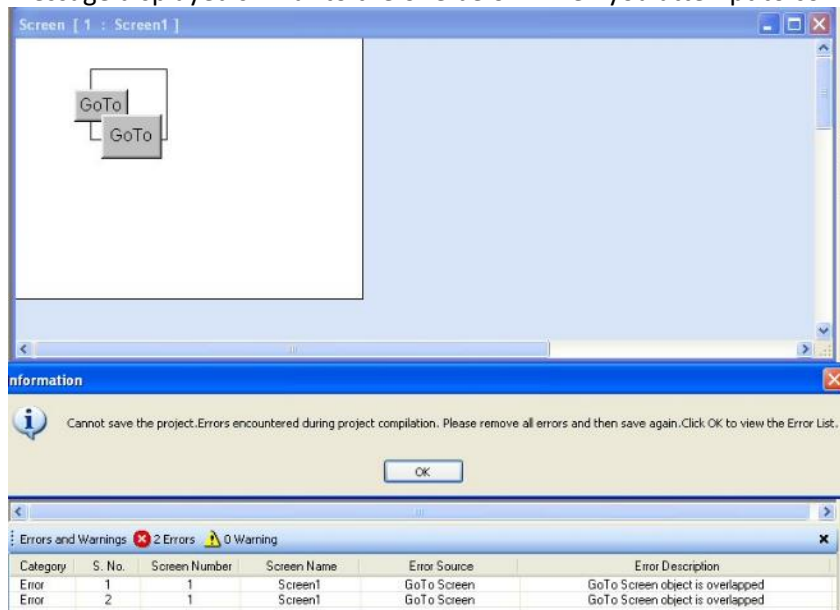 Screen [ 1 : Screen1 ]
GoTo
GoTo
nformation
Cannot save the project.Errors encountered during project compilation. Please remove all errors and then save again.Click OK to view the Error List.
OK
Errors and Warnings 2 Errors 0 Warning
Category S. No. Screen Number Screen Name Error Source Error Description
Error 1 1 Screen1 GoTo Screen GoTo Screen object is overlapped
Error 2 1 Screen1 GoTo Screen GoTo Screen object is overlapped